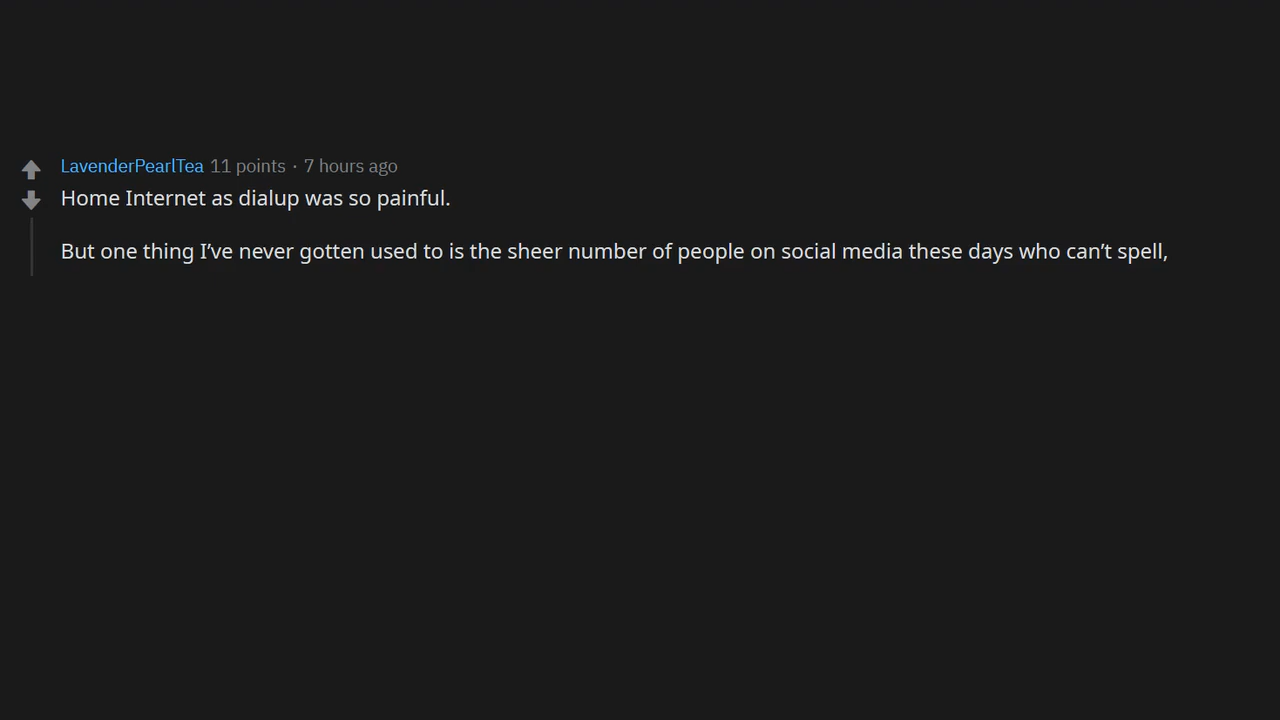 LavenderPearlTea 11 points · 7 hours ago
Home Internet as dialup was so painful.
But one thing I’ve never gotten used to is the sheer number of people on social media these days who can’t spell,